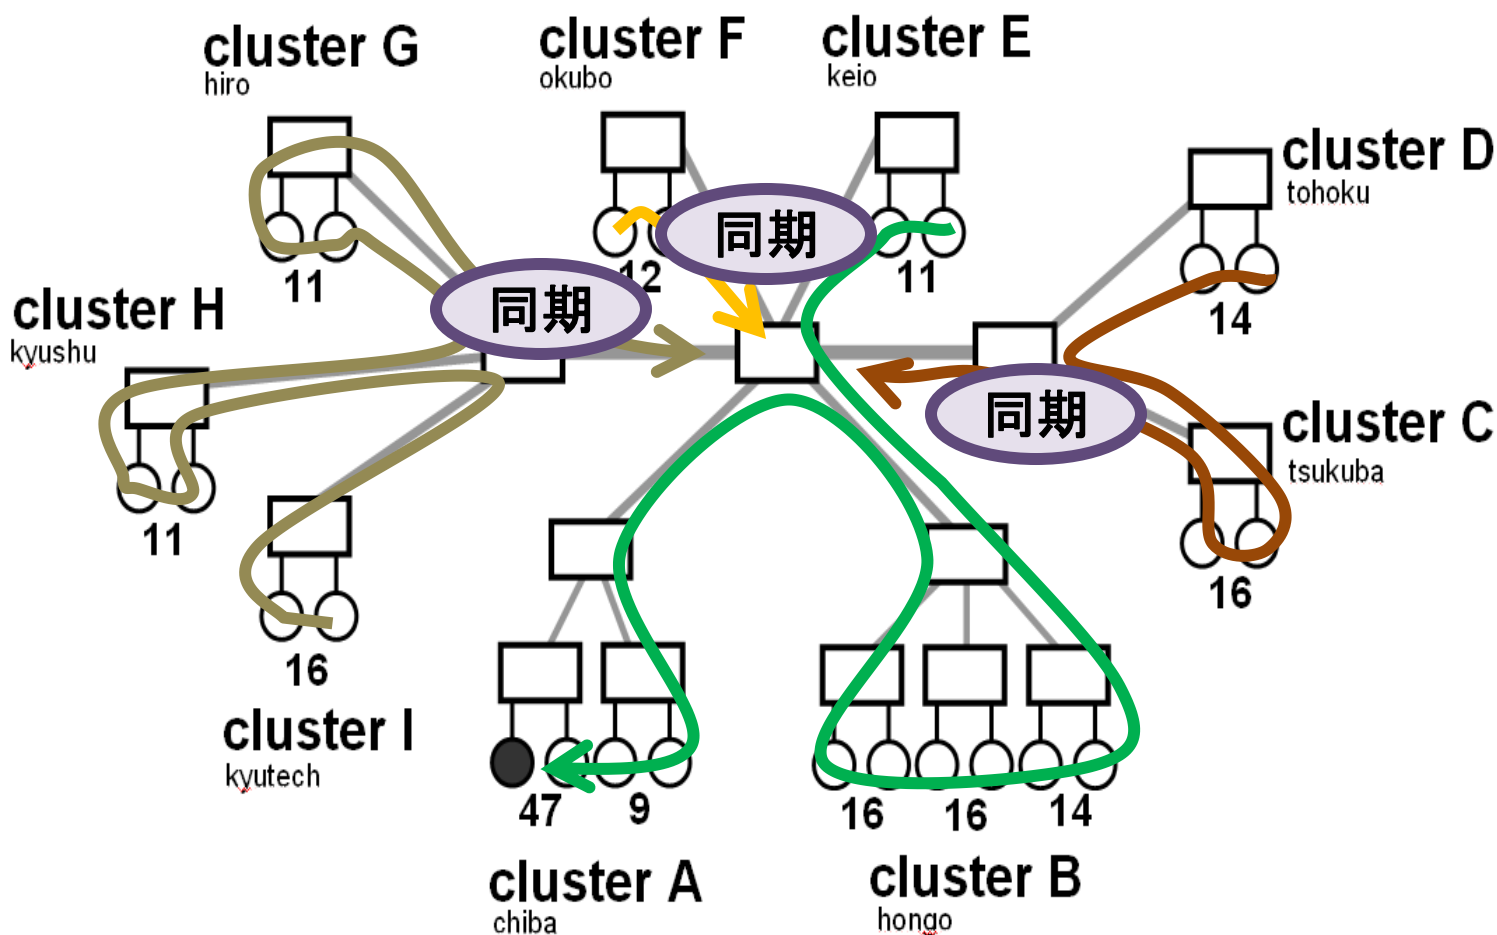 cluster G
hiro
11
cluster F
okubo
12
cluster E
keio
11
cluster D
tohoku
14
同期
同期
同期
cluster H
kyushu
11
cluster C
tsukuba
16
cluster I
kyutech
16
47
9
cluster A
chiba
16
16
14
cluster B
hongo